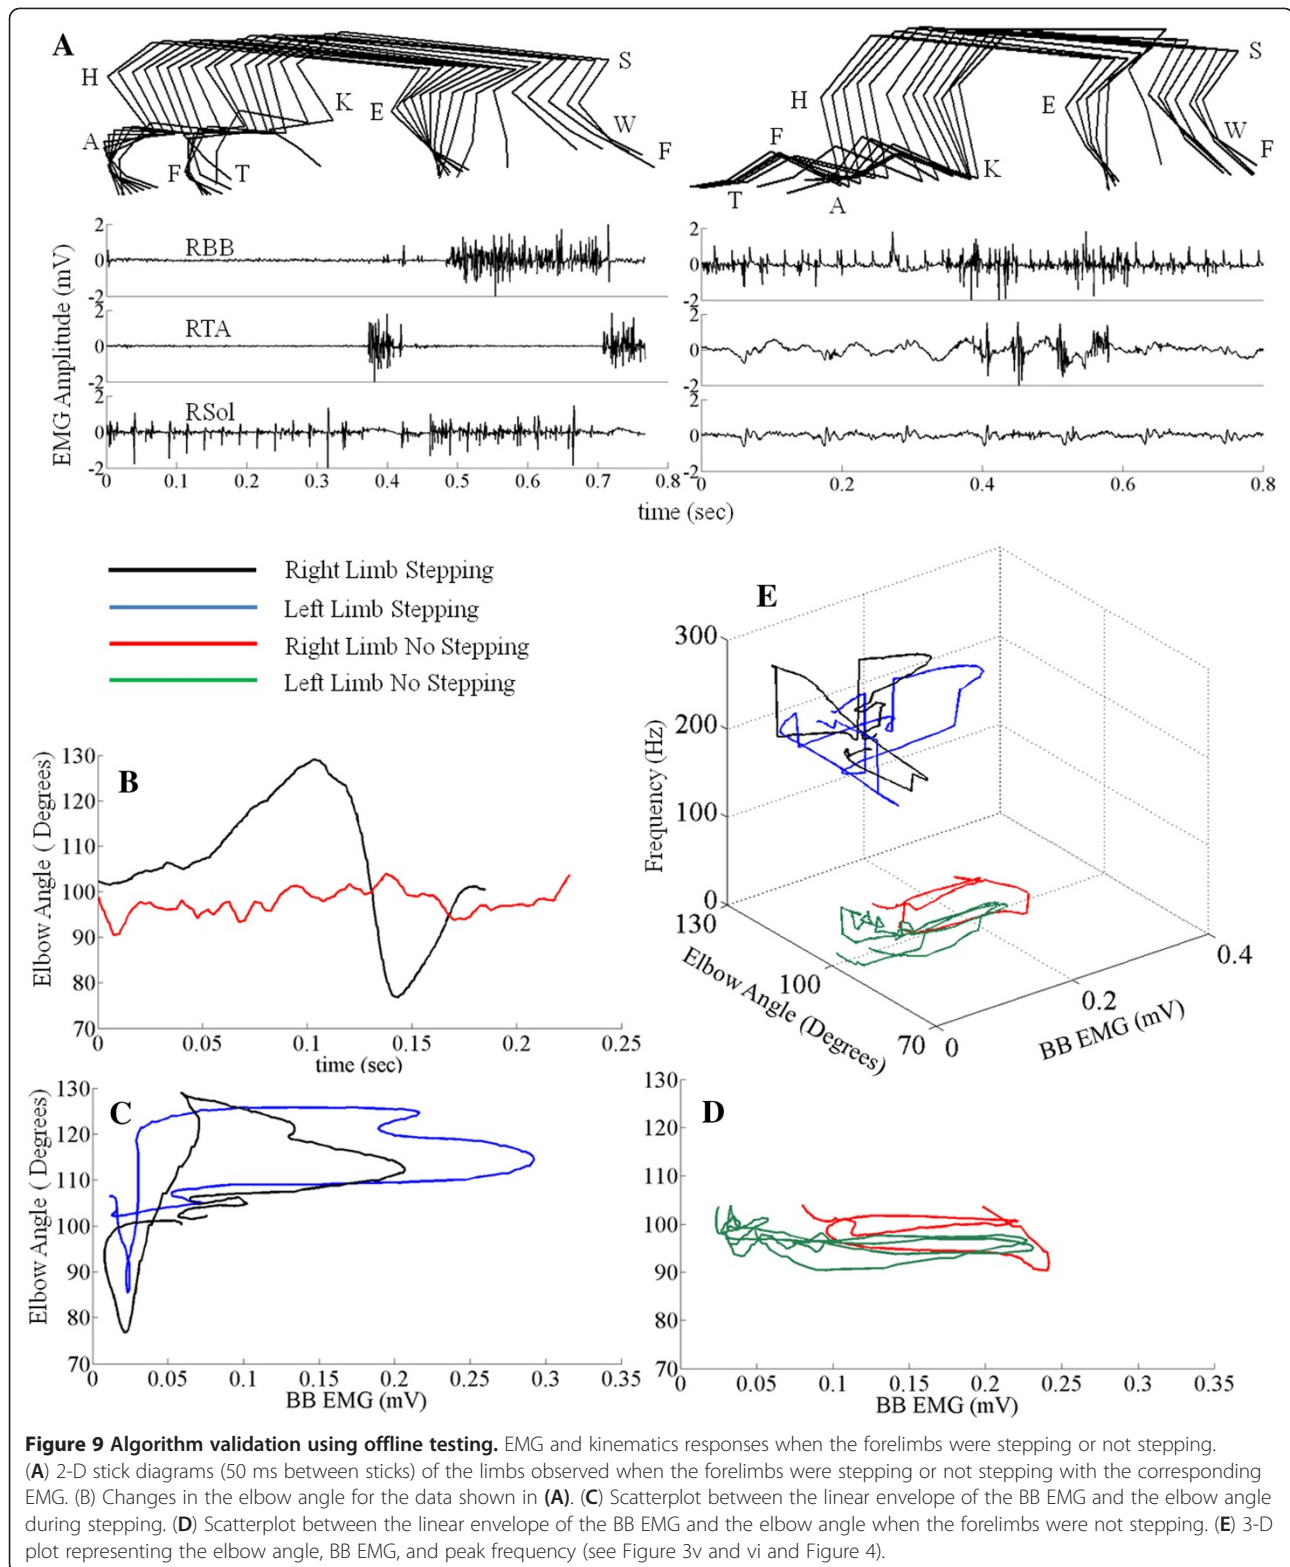 A
H
K
E
S
W
F
A
F
T
H
E
S
W
F
F
T
A
K
EMG Amplitude (mV)
2
0
-2
RBB
2
0
-2
2
0
-2
RTA
2
0
-2
2
0
-2
RSol
2
0
-2
0 0.1 0.2 0.3 0.4 0.5 0.6 0.7 0.8
0 0.2 0.4 0.6 0.8
time (sec)
Right Limb Stepping
Left Limb Stepping
Right Limb No Stepping
Left Limb No Stepping
E
Frequency (Hz)
300
200
100
0
130
100
70
Elbow Angle (Degrees)
0
0.2
0.4
BB EMG (mV)
B
Elbow Angle ( Degrees)
130
120
110
100
90
80
70
0 0.05 0.1 0.15 0.2 0.25
time (sec)
C
Elbow Angle ( Degrees)
130
120
110
100
90
80
70
0 0.05 0.1 0.15 0.2 0.25 0.3 0.35
BB EMG (mV)
D
130
120
110
100
90
80
70
0 0.05 0.1 0.15 0.2 0.25 0.3 0.35
BB EMG (mV)
Figure 9 Algorithm validation using offline testing. EMG and kinematics responses when the forelimbs were stepping or not stepping.
(A) 2-D stick diagrams (50 ms between sticks) of the limbs observed when the forelimbs were stepping or not stepping with the corresponding
EMG. (B) Changes in the elbow angle for the data shown in (A). (C) Scatterplot between the linear envelope of the BB EMG and the elbow angle
during stepping. (D) Scatterplot between the linear envelope of the BB EMG and the elbow angle when the forelimbs were not stepping. (E) 3-D
plot representing the elbow angle, BB EMG, and peak frequency (see Figure 3v and vi and Figure 4).